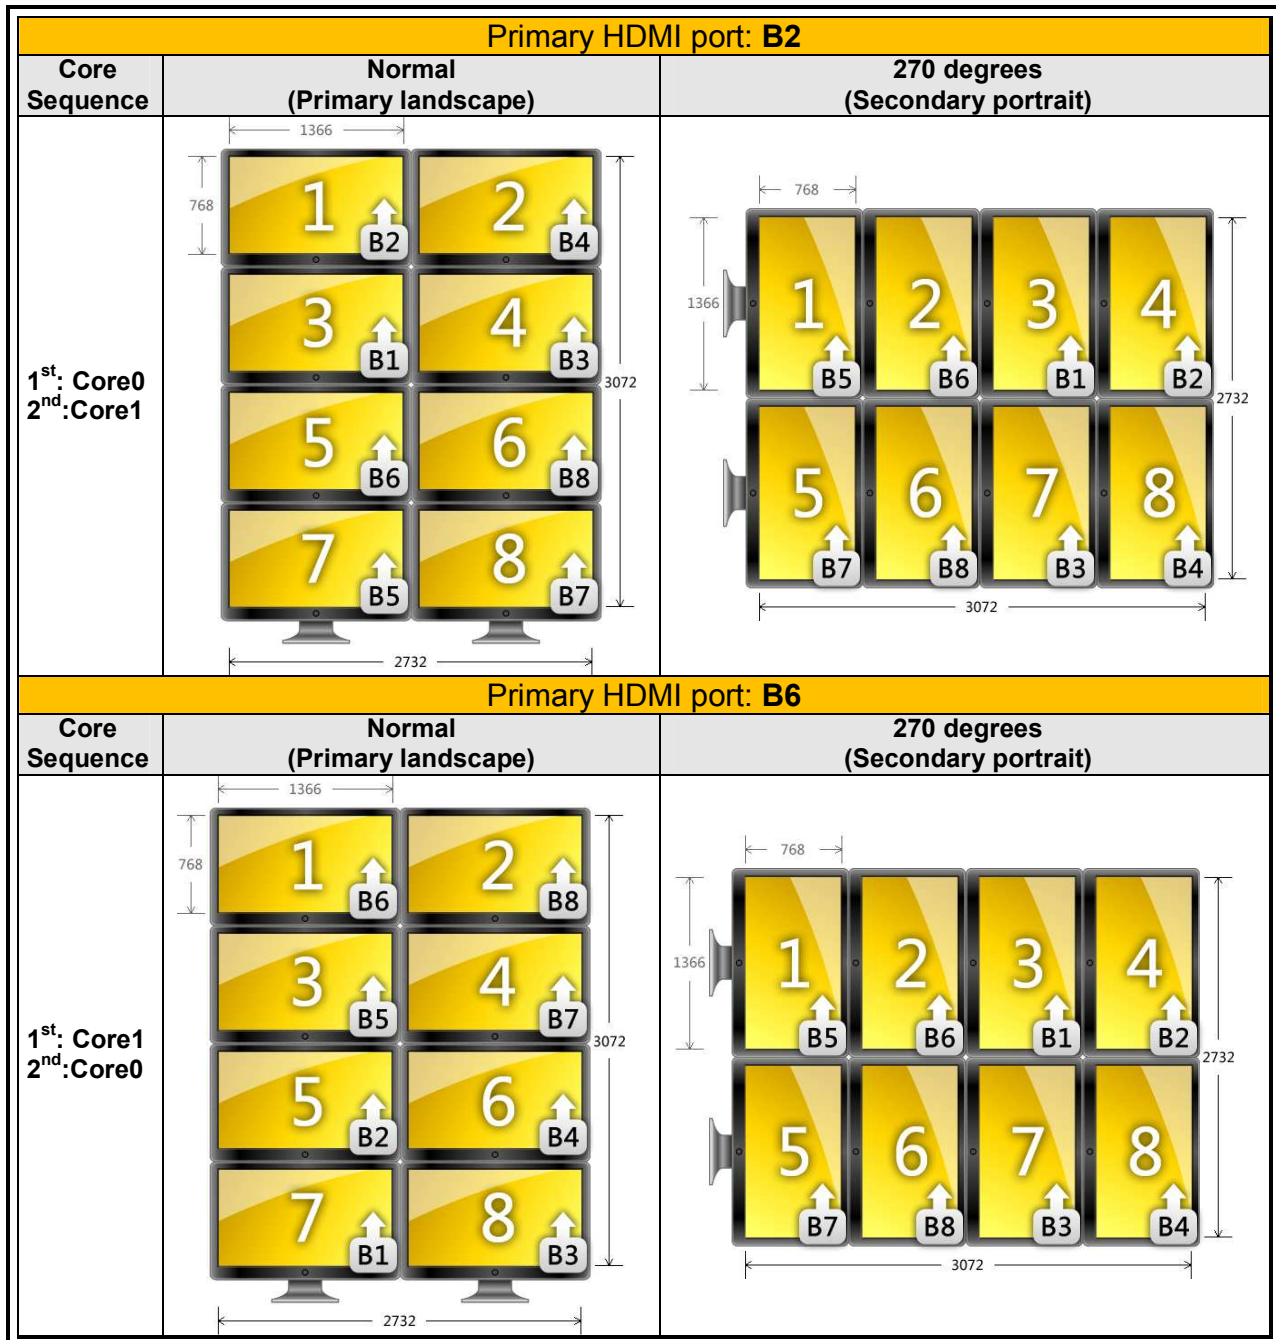 Primary HDMI port: B2
Core Sequence
Normal
(Primary landscape)
270 degrees
(Secondary portrait)
1st: Core0
2nd:Core1
1366
768
1 B2
2 B4
3 B1
4 B3
5 B6
6 B8
7 B5
8 B7
3072
2732
768
1366
1 B5
2 B6
3 B1
4 B2
5 B7
6 B8
7 B3
8 B4
2732
3072
Primary HDMI port: B6
Core Sequence
Normal
(Primary landscape)
270 degrees
(Secondary portrait)
1st: Core1
2nd:Core0
1366
768
1 B6
2 B8
3 B5
4 B7
5 B2
6 B4
7 B1
8 B3
3072
2732
768
1366
1 B5
2 B6
3 B1
4 B2
5 B7
6 B8
7 B3
8 B4
2732
3072